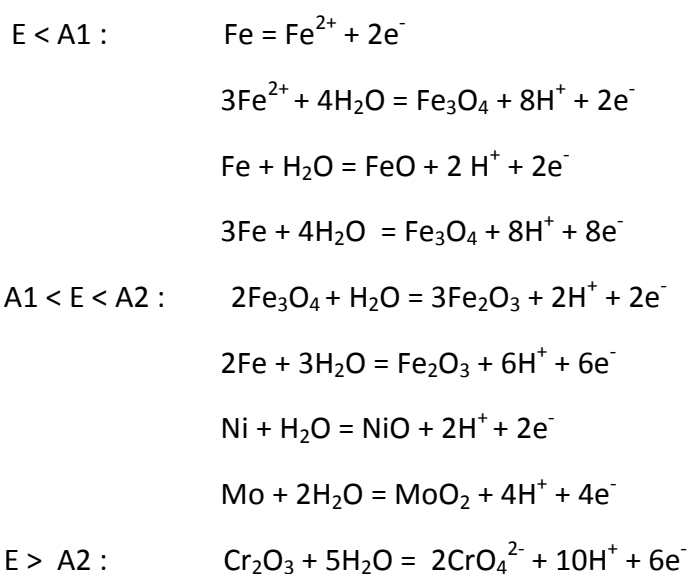 E < A1 : Fe = Fe²⁺ + 2e⁻
3Fe²⁺ + 4H₂O = Fe₃O₄ + 8H⁺ + 2e⁻
Fe + H₂O = FeO + 2 H⁺ + 2e⁻
3Fe + 4H₂O = Fe₃O₄ + 8H⁺ + 8e⁻
A1 < E < A2 : 2Fe₃O₄ + H₂O = 3Fe₂O₃ + 2H⁺ + 2e⁻
2Fe + 3H₂O = Fe₂O₃ + 6H⁺ + 6e⁻
Ni + H₂O = NiO + 2H⁺ + 2e⁻
Mo + 2H₂O = MoO₂ + 4H⁺ + 4e⁻
E > A2 : Cr₂O₃ + 5H₂O = 2CrO₄²⁻ + 10H⁺ + 6e⁻